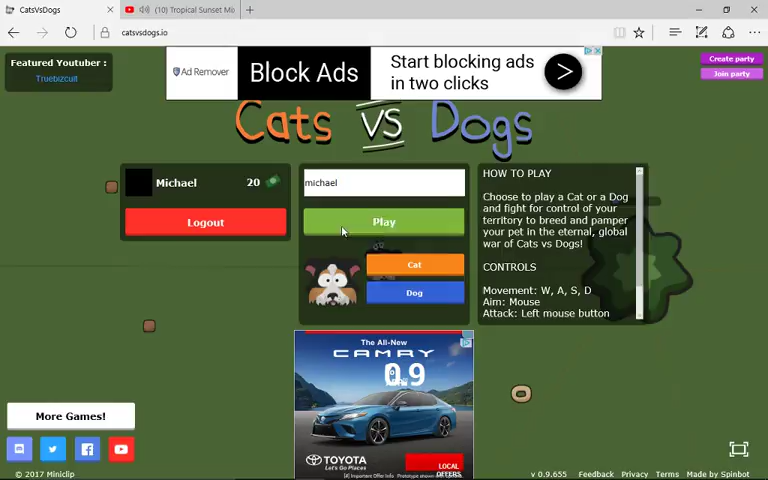 CatsVsDogs
(10) Tropical Sunset Mi
catsvsdogs.io
Featured Youtuber :
Truebizcuit
Ad Remover
Block Ads
Start blocking ads
in two clicks
Create party
Join party
Cats VS Dogs
Michael 20
Logout
michael
Play
Cat
Dog
HOW TO PLAY
Choose to play a Cat or a Dog
and fight for control of your
territory to breed and pamper
your pet in the eternal, global
war of Cats vs Dogs!
CONTROLS
Movement: W, A, S, D
Aim: Mouse
Attack: Left mouse button
The All-New
CAMRY
0.9
APR
TOYOTA
Let's Go Places
LOCAL
OFFERS
More Games!
© 2017 Miniclip
v 0.9.655 Feedback Privacy Terms Made by Spinbot